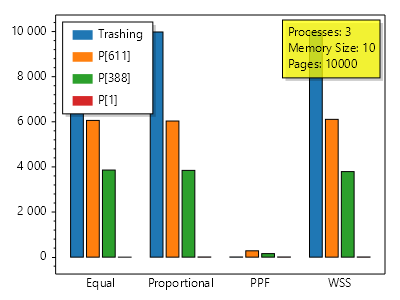 10 000
8 000
6 000
4 000
2 000
0
Trashing
P[611]
P[388]
P[1]
Processes: 3
Memory Size: 10
Pages: 10000
Equal
Proportional
PPF
WSS